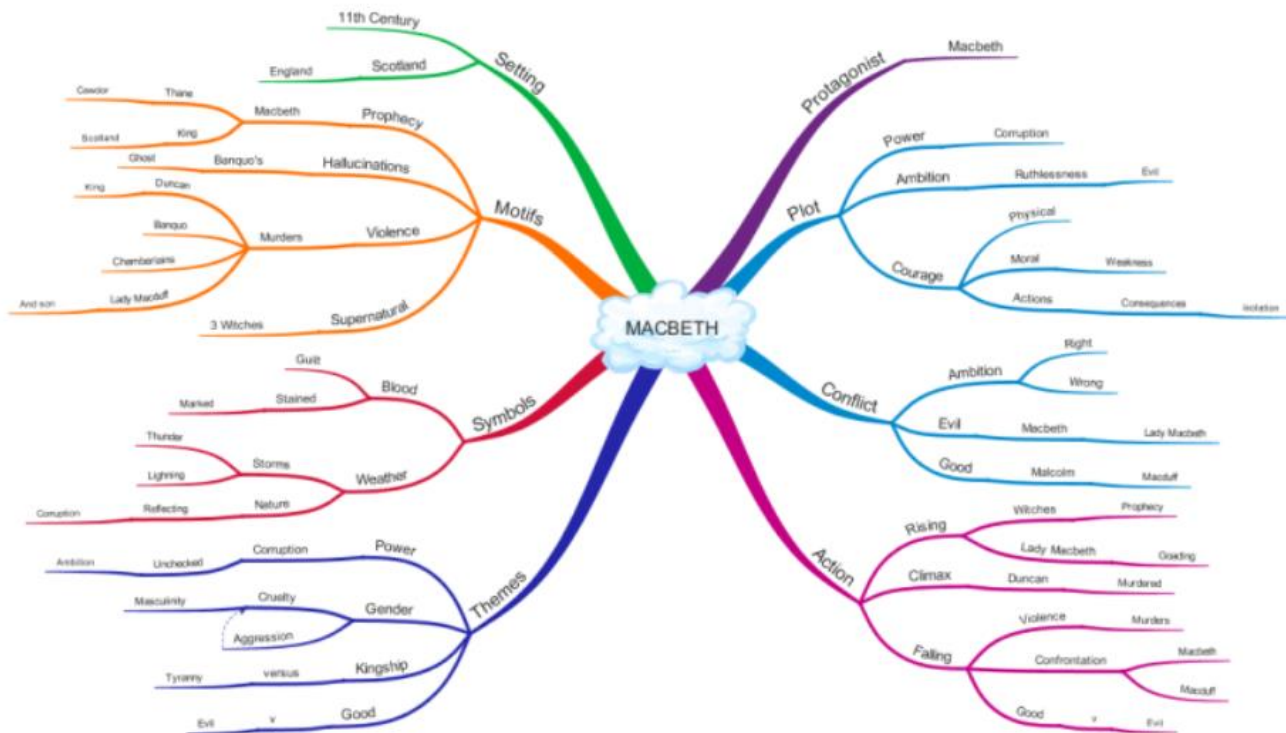 MACBETH
Setting
11th Century
Scotland
England
Motifs
Prophecy
Macbeth
Thane
Cawdor
King
Scotland
Hallucinations
Banquo's
Ghost
Violence
Murders
Duncan
King
Banquo
Chamberlains
Lady Macduff
And son
Supernatural
3 Witches
Symbols
Blood
Guilt
Stained
Marked
Weather
Storms
Thunder
Lighning
Nature
Reflecting
Corruption
Themes
Power
Corruption
Unchecked
Ambition
Gender
Cruelty
Masculinity
Aggression
Kingship
versus
Tyranny
Good
v
Evil
Protagonist
Macbeth
Plot
Power
Corruption
Ambition
Ruthlessness
Evil
Courage
Physical
Moral
Weakness
Actions
Consequences
Isolation
Conflict
Ambition
Right
Wrong
Evil
Macbeth
Lady Macbeth
Good
Malcolm
Macduff
Action
Rising
Witches
Prophecy
Lady Macbeth
Goading
Climax
Duncan
Murdered
Falling
Violence
Murders
Confrontation
Macbeth
Macduff
Good
v
Evil